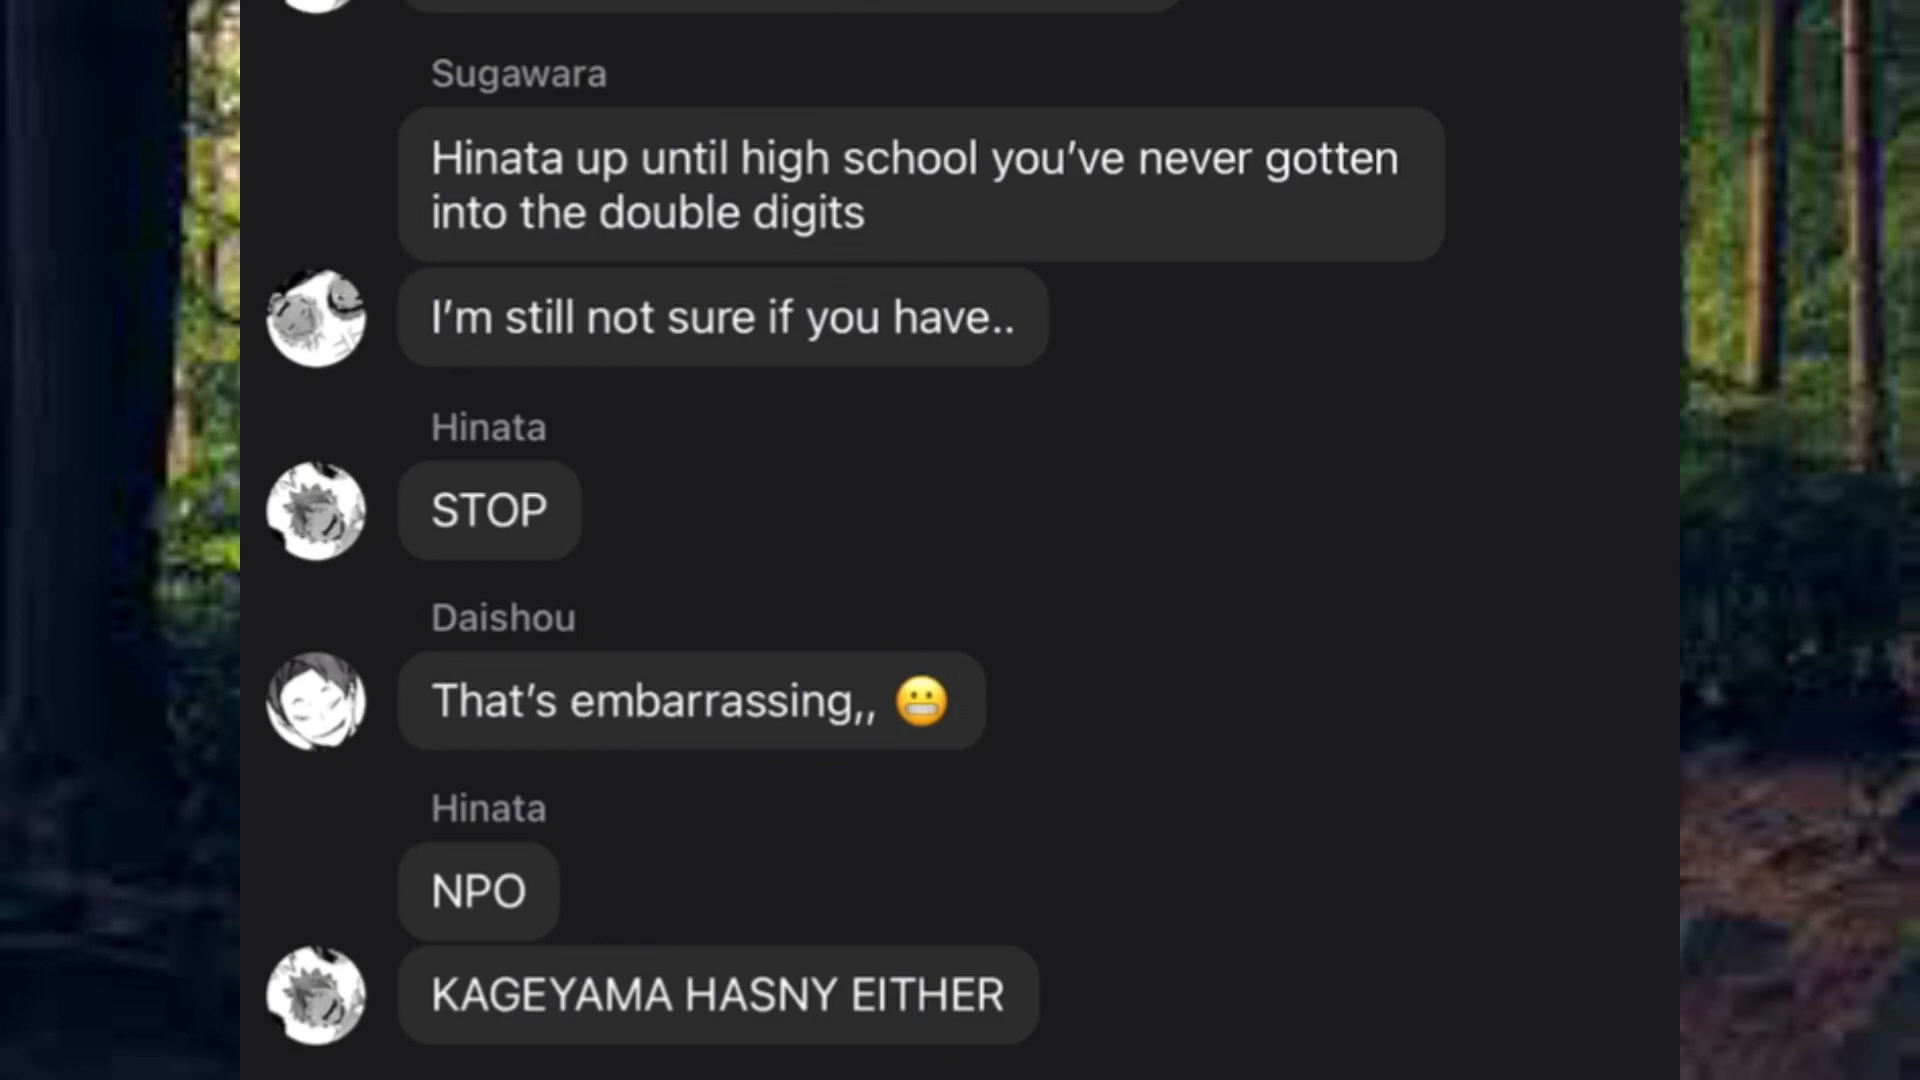 Sugawara
Hinata up until high school you’ve never gotten
into the double digits
I’m still not sure if you have..
Hinata
STOP
Daishou
That’s embarrassing,, 😬
Hinata
NPO
KAGEYAMA HASNY EITHER